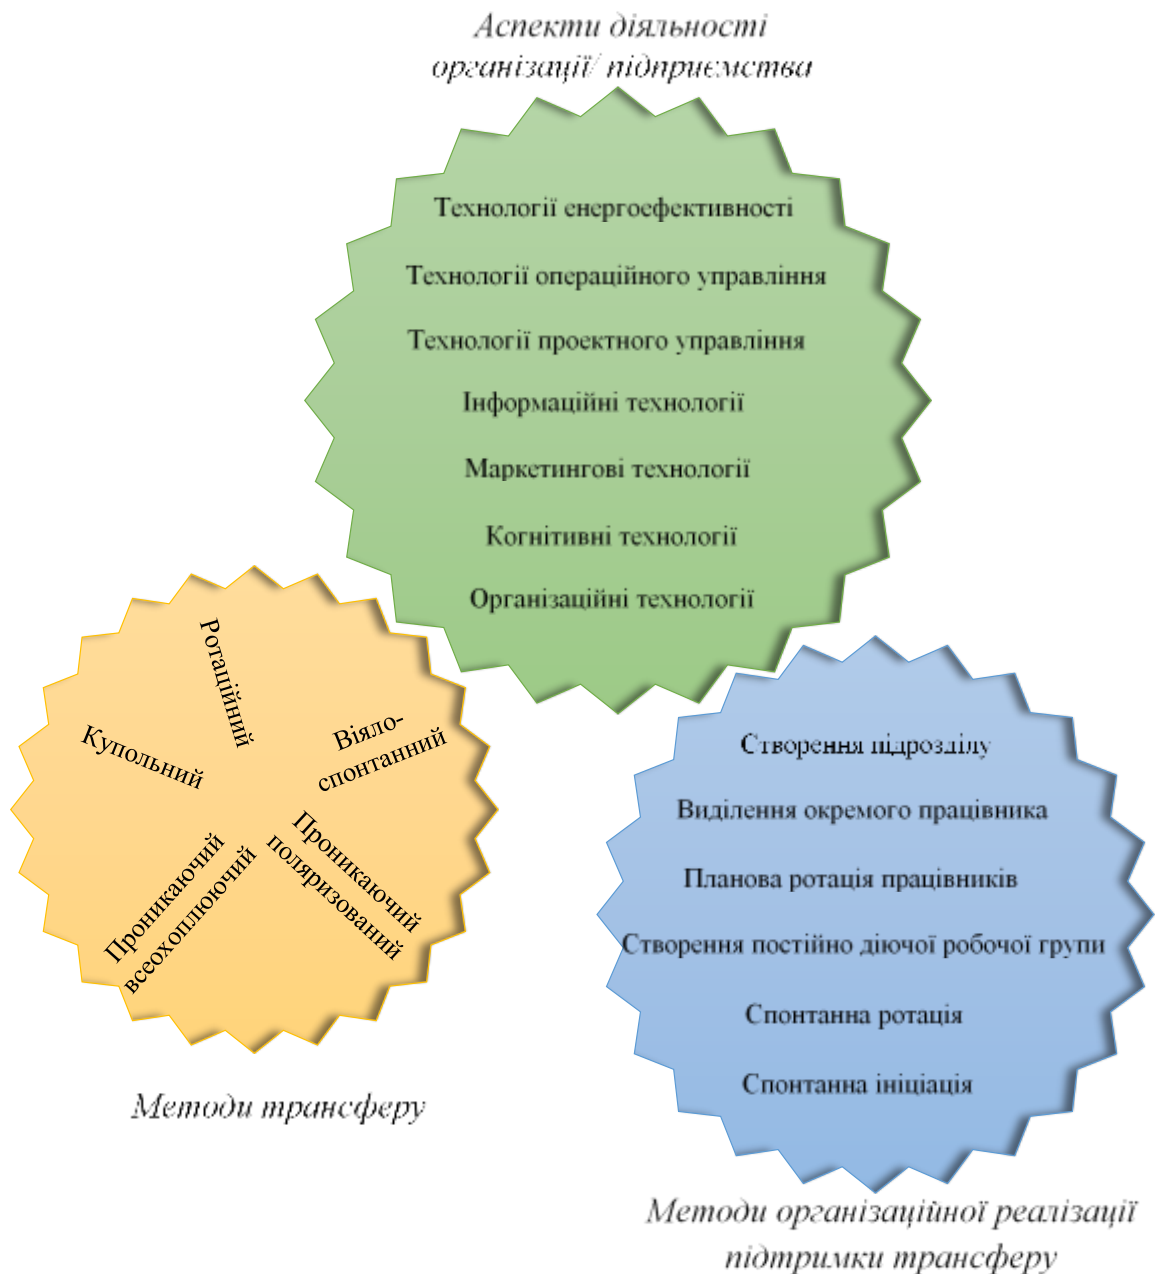 Аспекти діяльності
організації/ підприємства
Технології енергоефективності
Технології операційного управління
Технології проектного управління
Інформаційні технології
Маркетингові технології
Когнітивні технології
Організаційні технології
Ротаційний
Купольний
Віяло-
спонтанний
Проникаючий
всеохоплюючий
Проникаючий
поляризований
Методи трансферу
Створення підрозділу
Виділення окремого працівника
Планова ротація працівників
Створення постійно діючої робочої групи
Спонтанна ротація
Спонтанна ініціація
Методи організаційної реалізації
підтримки трансферу